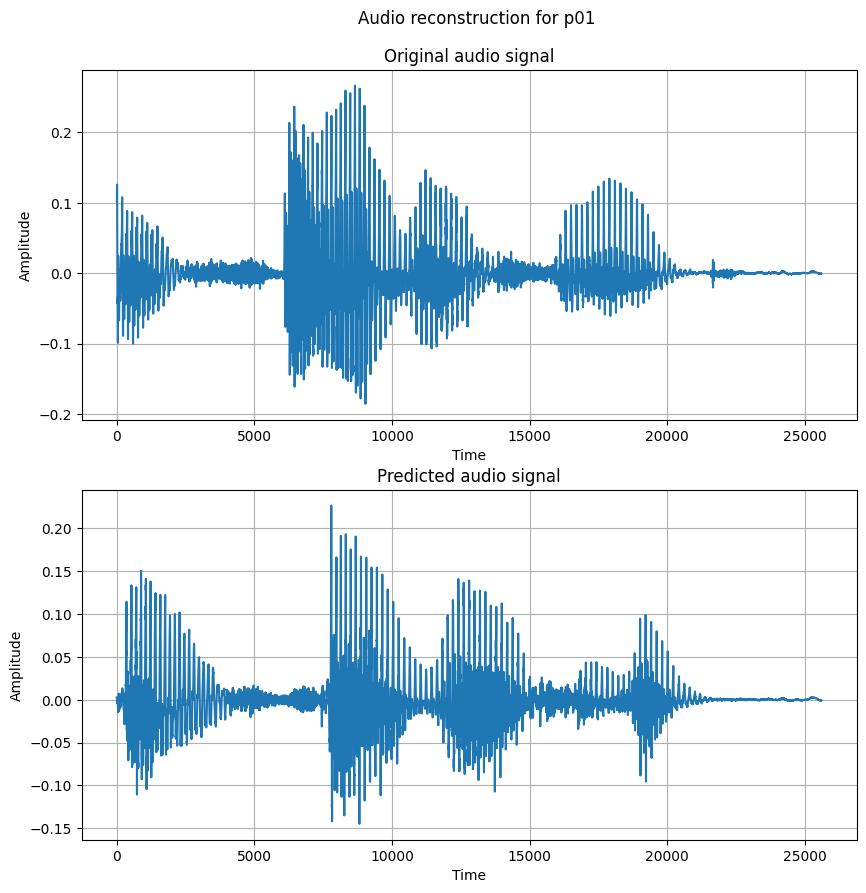 Audio reconstruction for p01
Original audio signal
0.2
0.1
0.0
−0.1
−0.2
Amplitude
0 5000 10000 15000 20000 25000
Time
Predicted audio signal
0.20
0.15
0.10
0.05
0.00
−0.05
−0.10
−0.15
Amplitude
0 5000 10000 15000 20000 25000
Time